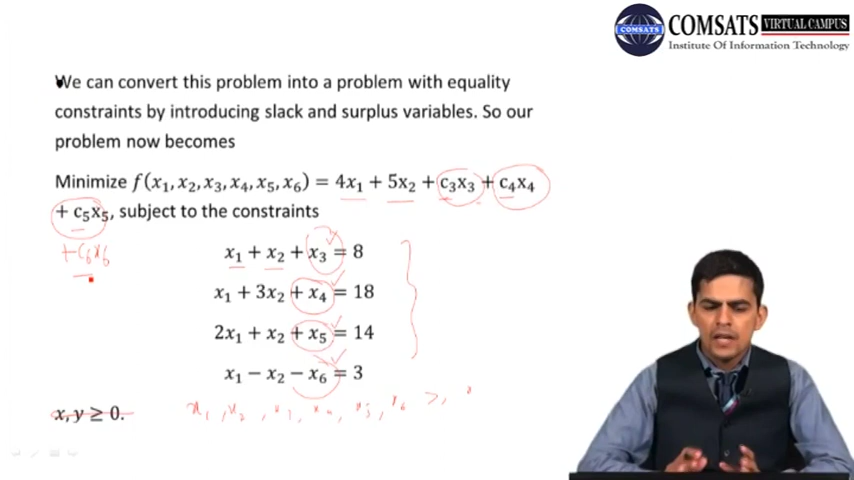 COMSATS VIRTUAL CAMPUS
COMSATS
Institute Of Information Technology
We can convert this problem into a problem with equality
constraints by introducing slack and surplus variables. So our
problem now becomes
Minimize f(x₁, x₂, x₃, x₄, x₅, x₆) = 4x₁ + 5x₂ + c₃x₃ + c₄x₄
+ c₅x₅, subject to the constraints
+ c₆x₆
x₁ + x₂ + x₃ = 8
x₁ + 3x₂ + x₄ = 18
2x₁ + x₂ + x₅ = 14
x₁ − x₂ − x₆ = 3
x, y ≥ 0.
x₁, x₂, x₃, x₄, x₅, x₆ ≥